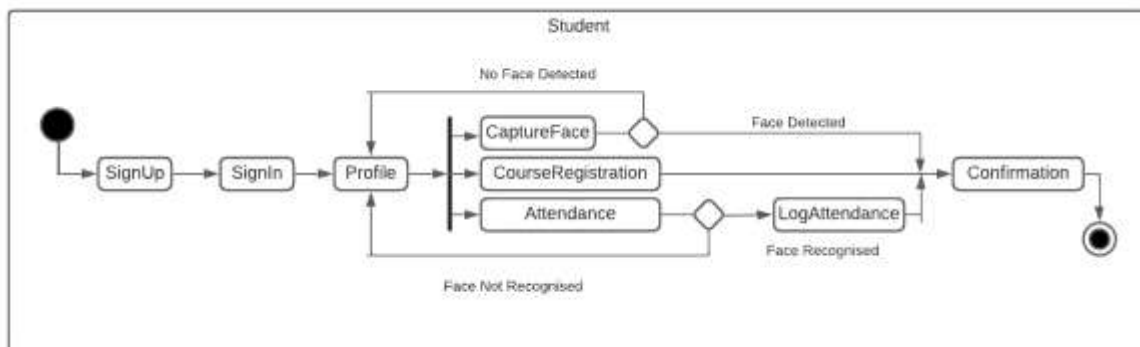 Student
No Face Detected
CaptureFace
Face Detected
SignUp
SignIn
Profile
CourseRegistration
Confirmation
Attendance
LogAttendance
Face Recognised
Face Not Recognised